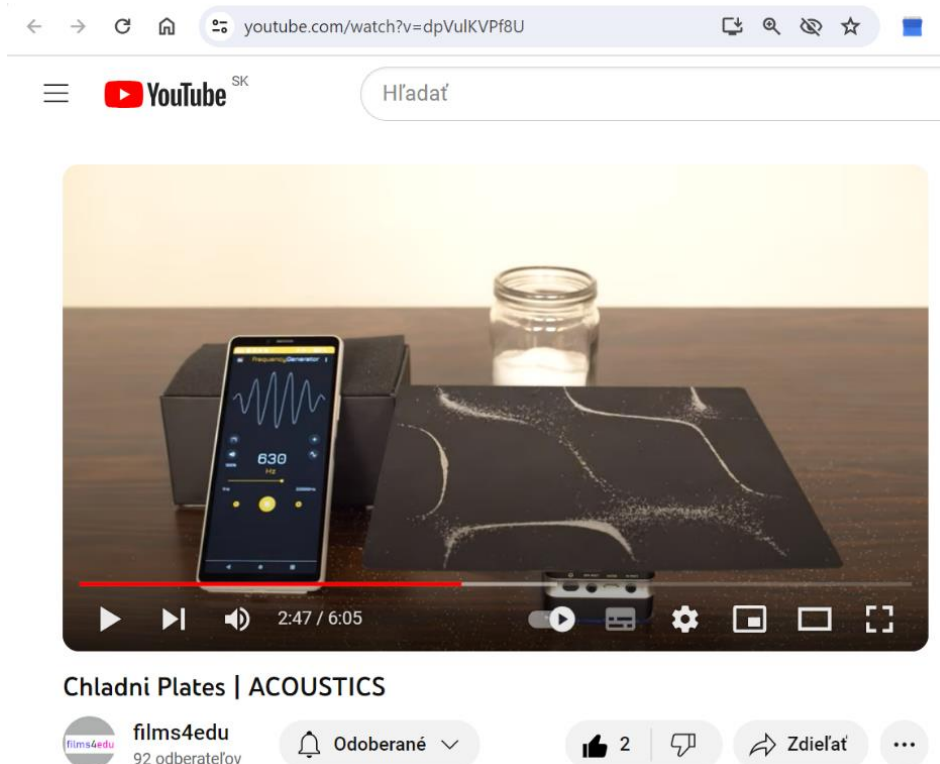 youtube.com/watch?v=dpVulKVPf8U
YouTube SK
Hľadať
FrequencyGenerator
630
Hz
2:47 / 6:05
Chladni Plates | ACOUSTICS
films4edu
films4edu
Odoberané
2
Zdieľať
92 odberateľov